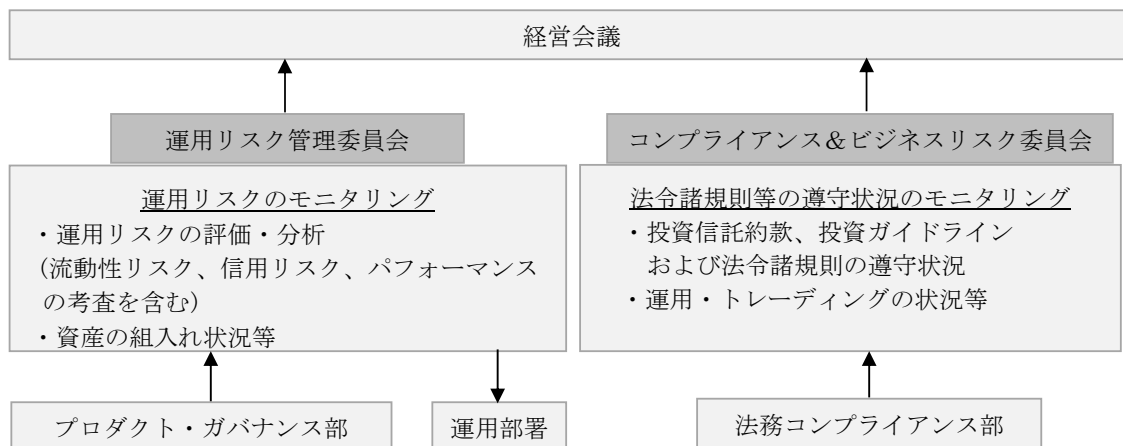 経営会議
運用リスク管理委員会
運用リスクのモニタリング
・運用リスクの評価・分析
(流動性リスク、信用リスク、パフォーマンス
の考査を含む)
・資産の組入れ状況等
コンプライアンス＆ビジネスリスク委員会
法令諸規則等の遵守状況のモニタリング
・投資信託約款、投資ガイドライン
および法令諸規則の遵守状況
・運用・トレーディングの状況等
プロダクト・ガバナンス部
運用部署
法務コンプライアンス部